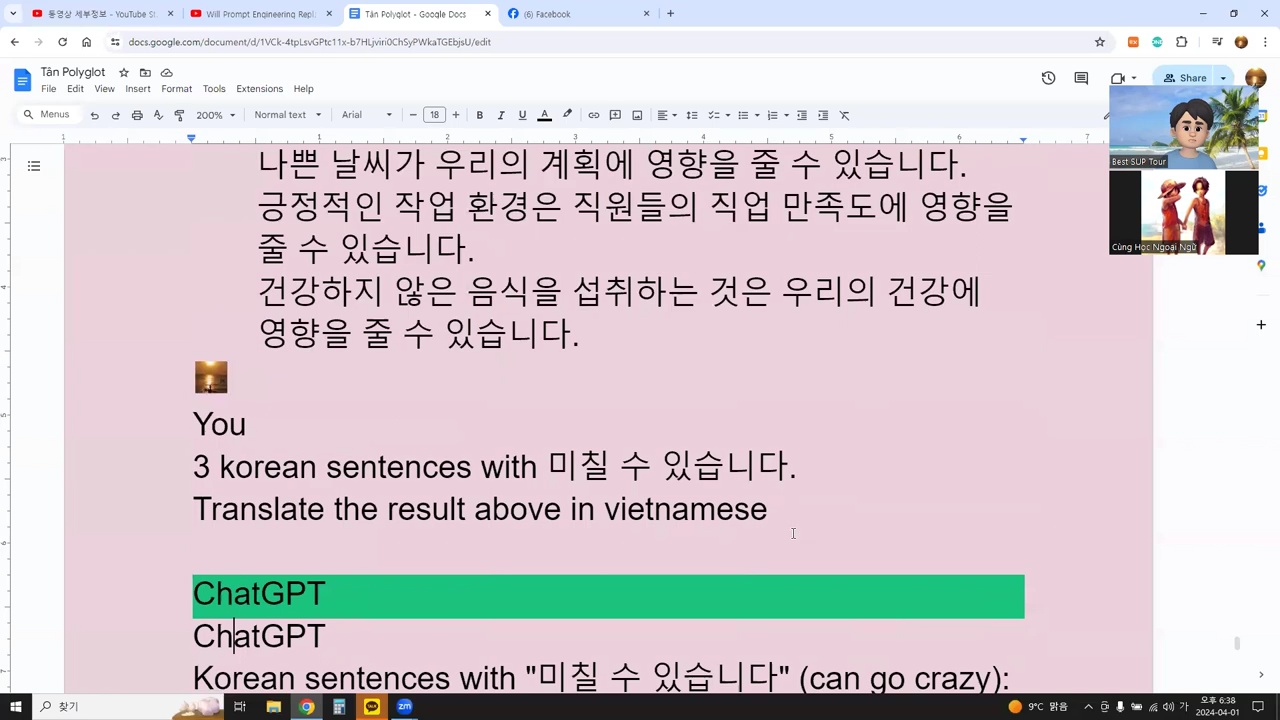 동영상 세부정보 - YouTube St
Will Prompt Engineering Repl
Tân Polyglot - Google Docs
(6) Facebook
docs.google.com/document/d/1VCk-4tpLsvGPtc11x-b7HLjviri0ChSyPWkaTGEbjsU/edit
Tân Polyglot
File Edit View Insert Format Tools Extensions Help
Share
Menus
200%
Normal text
Arial
18
1 1 2 3 4 5 6 7
나쁜 날씨가 우리의 계획에 영향을 줄 수 있습니다.
긍정적인 작업 환경은 직원들의 직업 만족도에 영향을
줄 수 있습니다.
건강하지 않은 음식을 섭취하는 것은 우리의 건강에
영향을 줄 수 있습니다.
You
3 korean sentences with 미칠 수 있습니다.
Translate the result above in vietnamese
ChatGPT
ChatGPT
Korean sentences with "미칠 수 있습니다" (can go crazy):
Best SUP Tour
Cùng Học Ngoại Ngữ
찾기
9°C 맑음
가
오후 6:38
2024-04-01